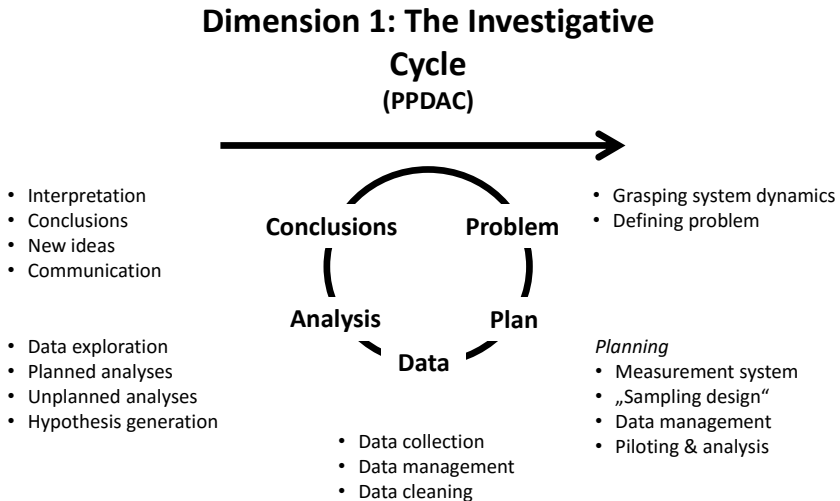 Dimension 1: The Investigative
Cycle
(PPDAC)
• Interpretation
• Conclusions
• New ideas
• Communication
Conclusions
Problem
• Grasping system dynamics
• Defining problem
• Data exploration
• Planned analyses
• Unplanned analyses
• Hypothesis generation
Analysis
Plan
Data
Planning
• Measurement system
• „Sampling design“
• Data management
• Piloting & analysis
• Data collection
• Data management
• Data cleaning